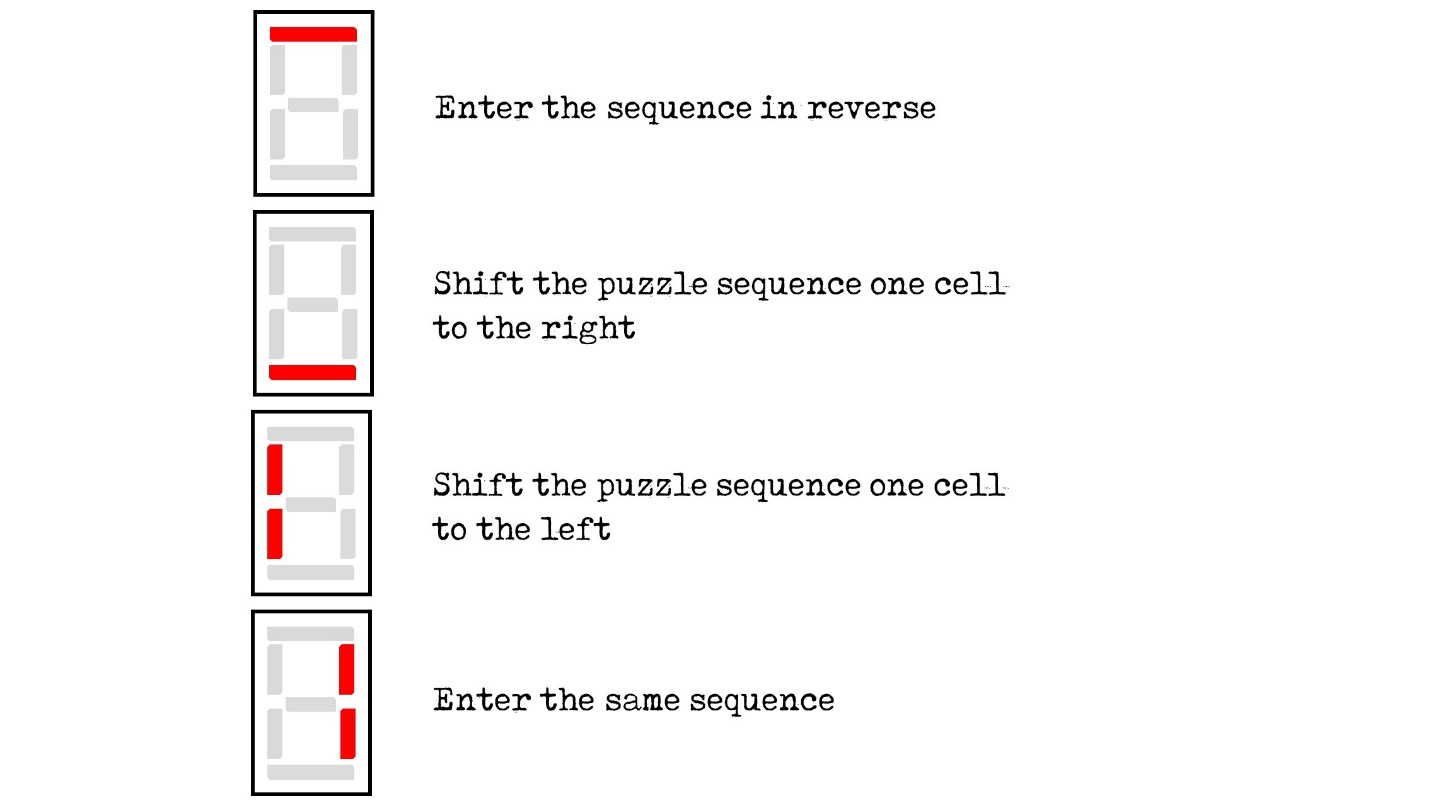 Enter the sequence in reverse
Shift the puzzle sequence one cell
to the right
Shift the puzzle sequence one cell
to the left
Enter the same sequence